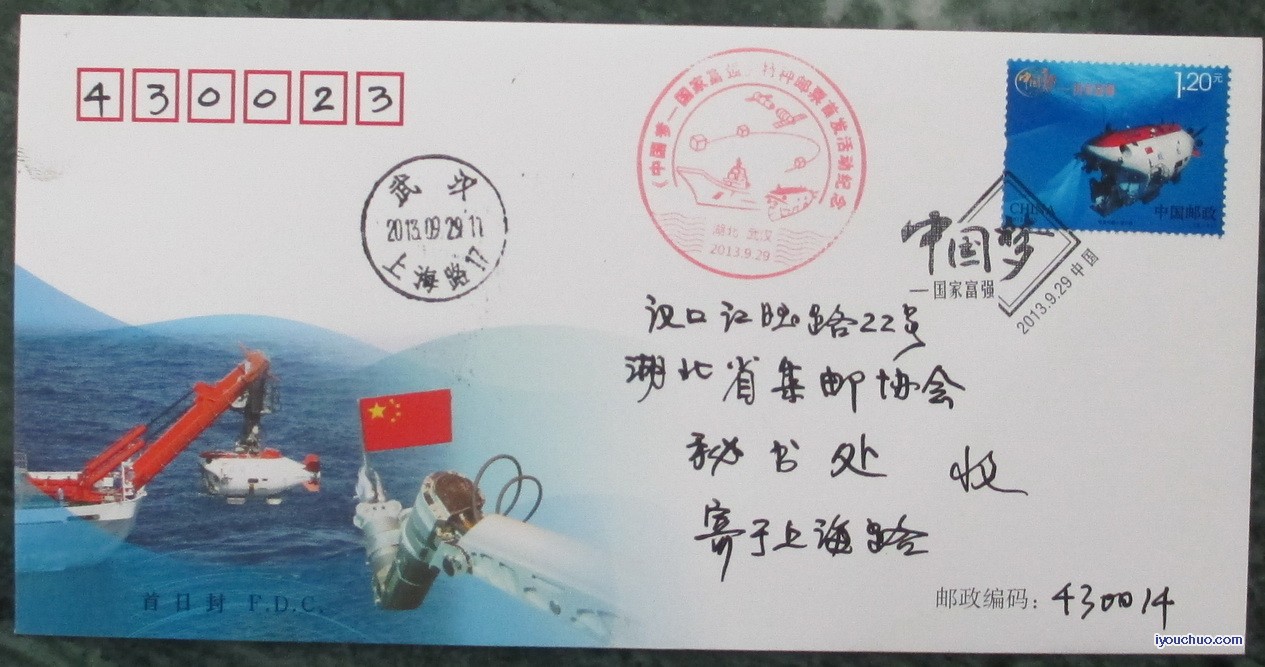 430023
武汉
2013.09.29 11
上海路17
《中国梦—国家富强》特种邮票首发活动纪念
湖北 武汉
2013.9.29
1.20元
中国梦
CHINA
中国邮政
中国梦
—国家富强
2013.9.29 中国
路22号
湖北省集邮协会
秘书处 收
寄于上海路
邮政编码：430014
首日封 F.D.C.
iyouchuo.com